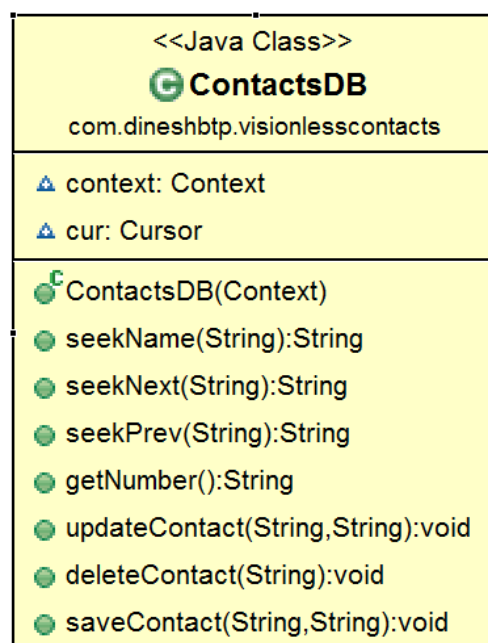 <<Java Class>>
C ContactsDB
com.dineshbtp.visionlesscontacts
context: Context
cur: Cursor
C ContactsDB(Context)
seekName(String):String
seekNext(String):String
seekPrev(String):String
getNumber():String
updateContact(String,String):void
deleteContact(String):void
saveContact(String,String):void